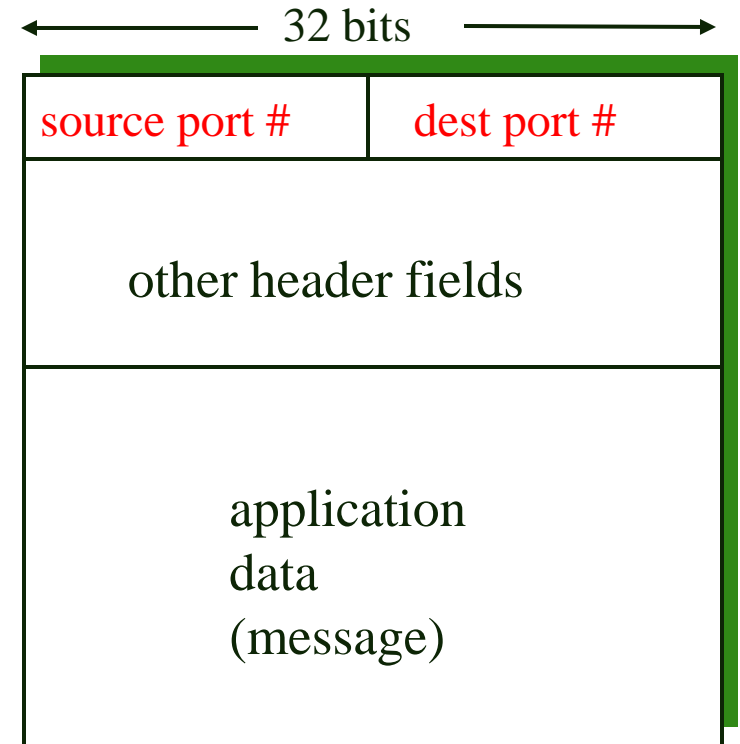 32 bits
source port # dest port #
other header fields
application
data
(message)